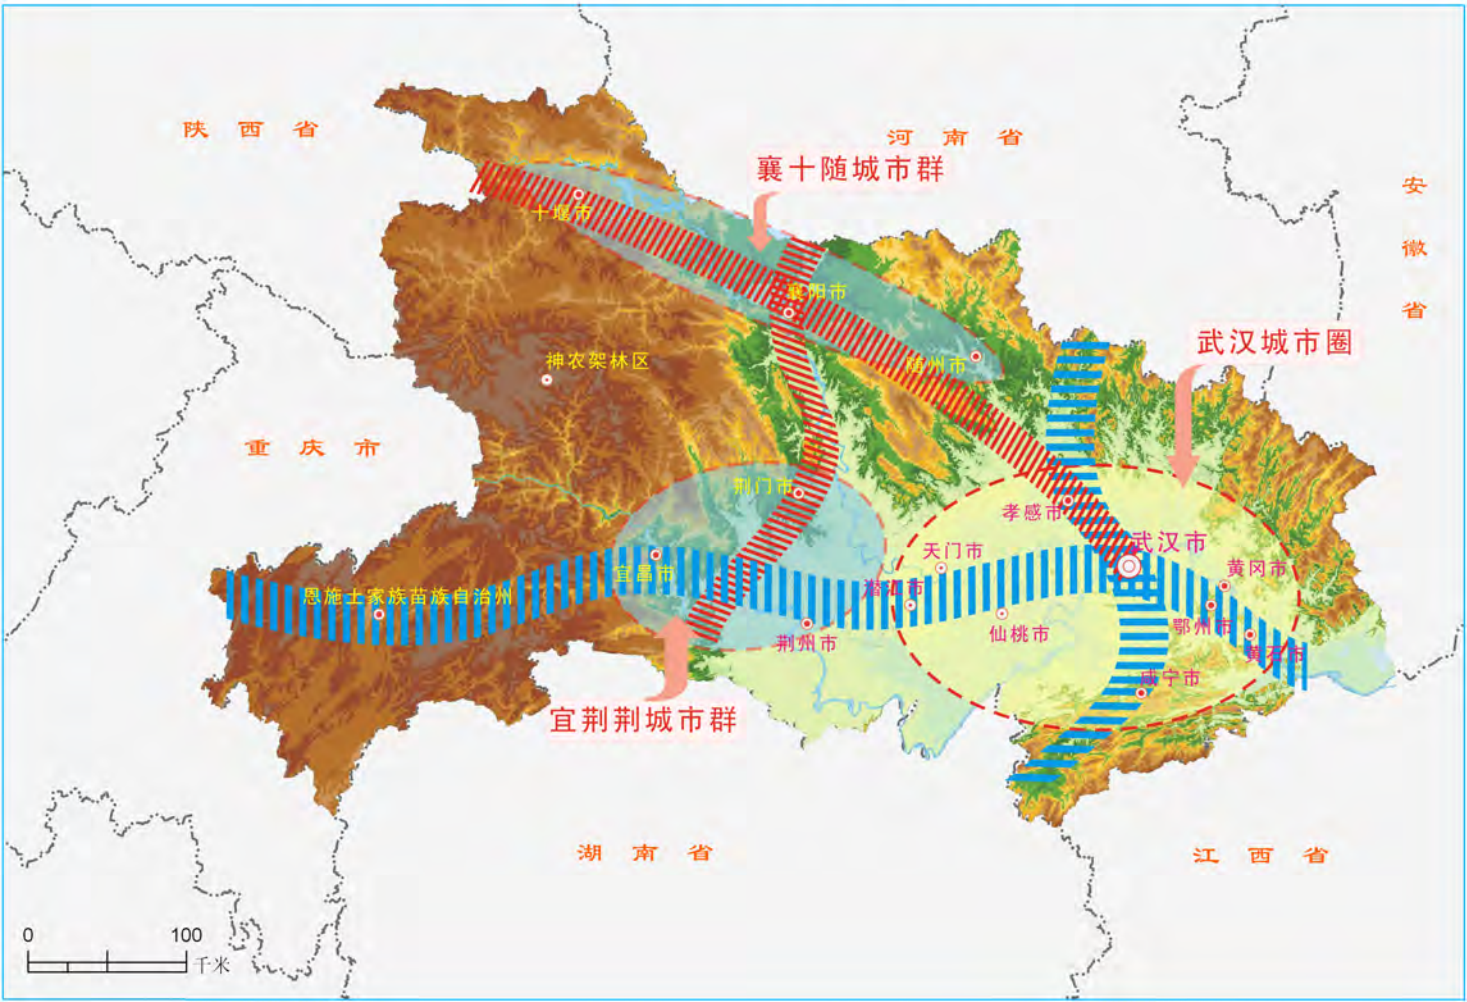 陕西省
河南省
襄十随城市群
安徽省
十堰市
襄阳市
武汉城市圈
神农架林区
随州市
重庆市
荆门市
孝感市
武汉市
天门市
宜昌市
黄冈市
潜江市
恩施土家族苗族自治州
仙桃市
鄂州市
荆州市
黄石市
咸宁市
宜荆荆城市群
湖南省
江西省
0 100
千米